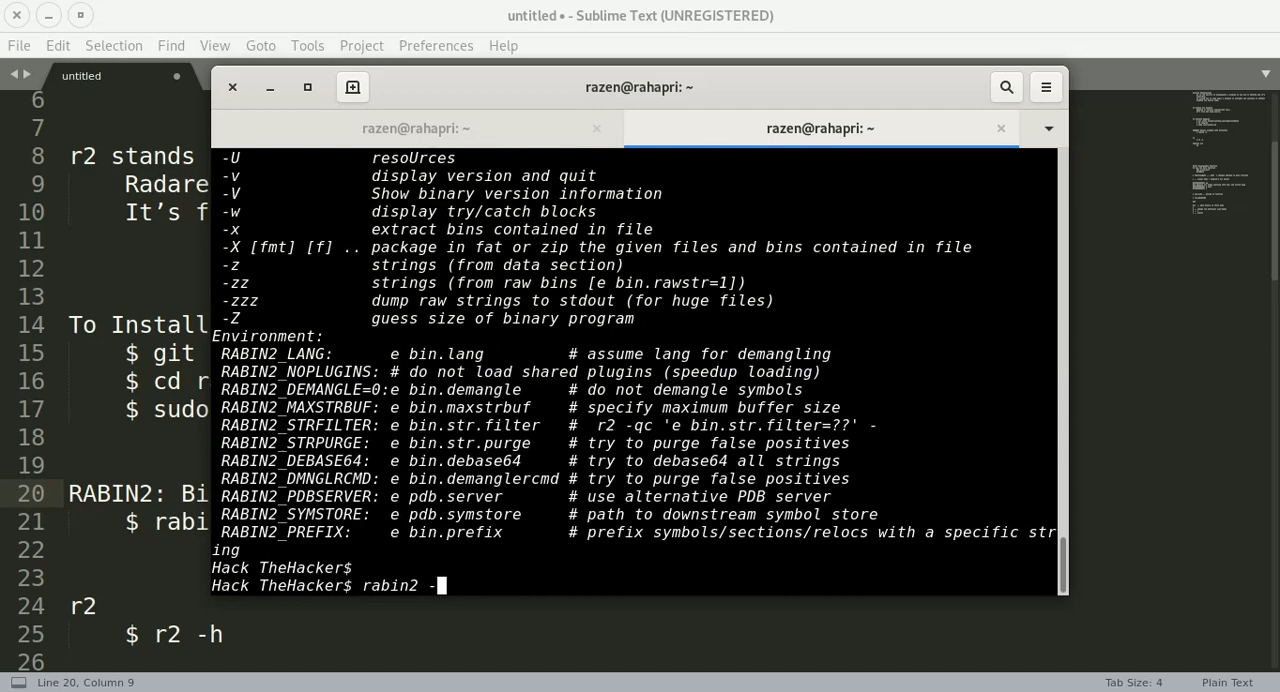 untitled • - Sublime Text (UNREGISTERED)
File Edit Selection Find View Goto Tools Project Preferences Help
untitled
razen@rahapri: ~
razen@rahapri: ~
razen@rahapri: ~
6
7
8 r2 stands
9 Radare
10 It’s f
11
12
13
14 To Install
15 $ git
16 $ cd r
17 $ sudo
18
19
20 RABIN2: Bi
21 $ rabi
22
23
24 r2
25 $ r2 -h
26
-U resoUrces
-v display version and quit
-V Show binary version information
-w display try/catch blocks
-x extract bins contained in file
-X [fmt] [f] .. package in fat or zip the given files and bins contained in file
-z strings (from data section)
-zz strings (from raw bins [e bin.rawstr=1])
-zzz dump raw strings to stdout (for huge files)
-Z guess size of binary program
Environment:
RABIN2_LANG: e bin.lang # assume lang for demangling
RABIN2_NOPLUGINS: # do not load shared plugins (speedup loading)
RABIN2_DEMANGLE=0:e bin.demangle # do not demangle symbols
RABIN2_MAXSTRBUF: e bin.maxstrbuf # specify maximum buffer size
RABIN2_STRFILTER: e bin.str.filter # r2 -qc 'e bin.str.filter=??' -
RABIN2_STRPURGE: e bin.str.purge # try to purge false positives
RABIN2_DEBASE64: e bin.debase64 # try to debase64 all strings
RABIN2_DMNGLRCMD: e bin.demanglercmd # try to purge false positives
RABIN2_PDBSERVER: e pdb.server # use alternative PDB server
RABIN2_SYMSTORE: e pdb.symstore # path to downstream symbol store
RABIN2_PREFIX: e bin.prefix # prefix symbols/sections/relocs with a specific str
ing
Hack TheHacker$
Hack TheHacker$ rabin2 -
Line 20, Column 9 Tab Size: 4 Plain Text